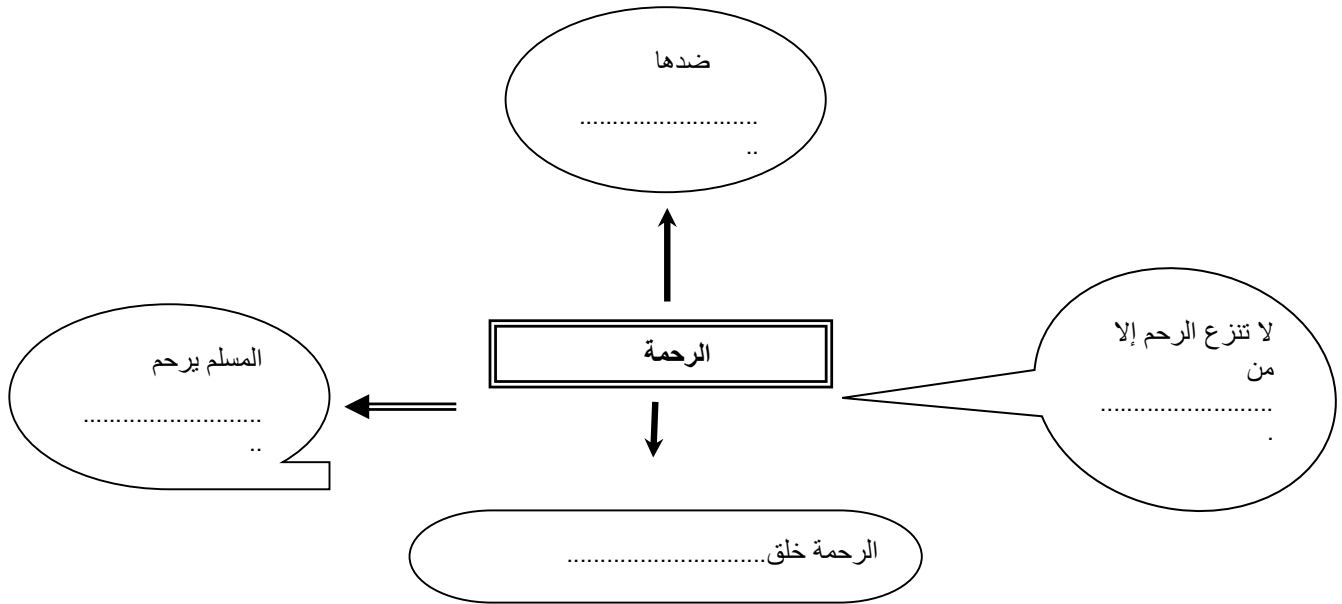 ضدها
...........................
..
لا تنزع الرحم إلا
من
..........................
.
الرحمة
المسلم يرحم
...........................
..
الرحمة خلق..............................